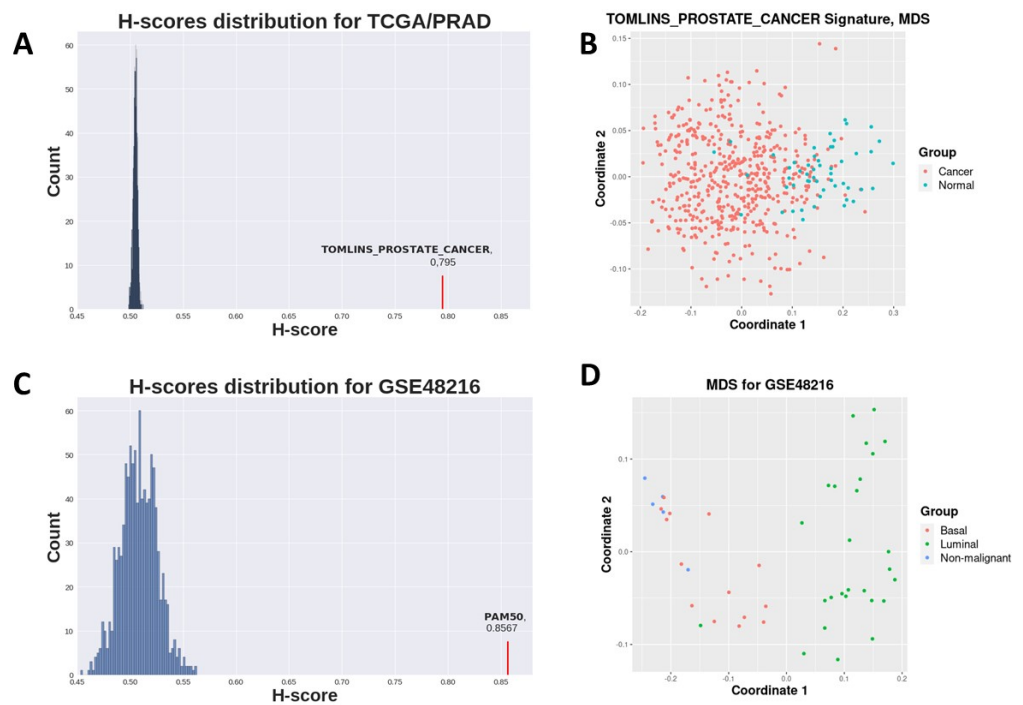 A
H-scores distribution for TCGA/PRAD
60
50
40
30
20
10
0
Count
TOMLINS_PROSTATE_CANCER,
0,795
0.45 0.50 0.55 0.60 0.65 0.70 0.75 0.80 0.85
H-score
B
TOMLINS_PROSTATE_CANCER Signature, MDS
0.15
0.10
0.05
0.00
-0.05
-0.10
Coordinate 2
-0.2 -0.1 0.0 0.1 0.2 0.3
Coordinate 1
Group
Cancer
Normal
C
H-scores distribution for GSE48216
60
50
40
30
20
10
0
Count
PAM50,
0.8567
0.45 0.50 0.55 0.60 0.65 0.70 0.75 0.80 0.85
H-score
D
MDS for GSE48216
0.1
0.0
-0.1
Coordinate 2
-0.2 -0.1 0.0 0.1 0.2
Coordinate 1
Group
Basal
Luminal
Non-malignant